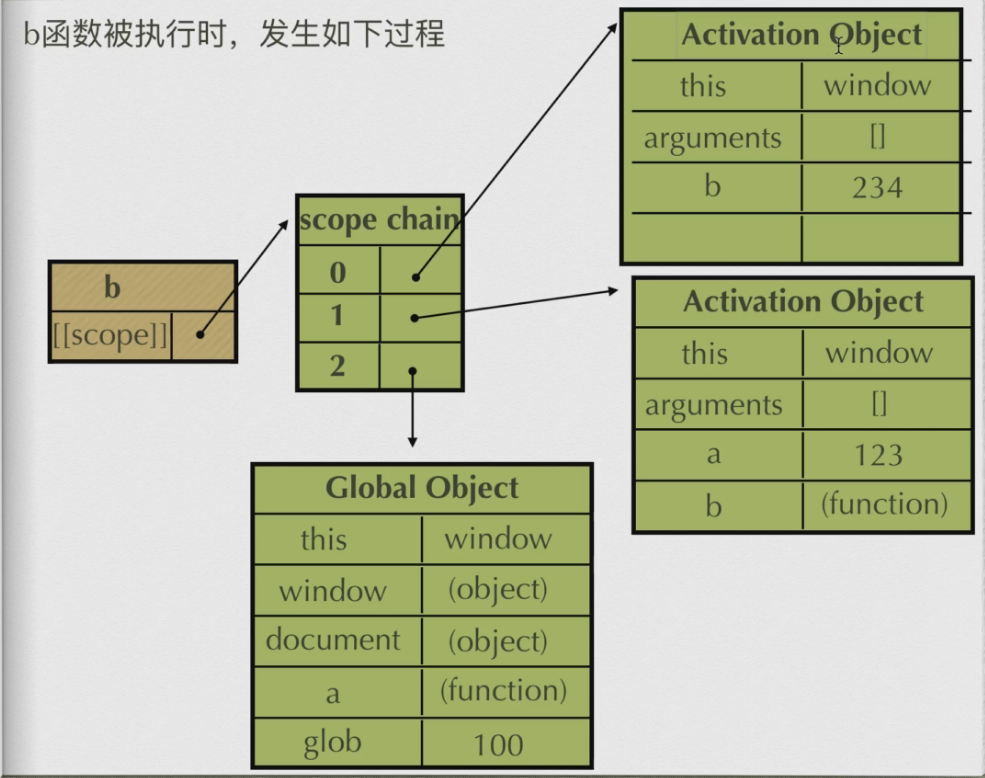 b函数被执行时，发生如下过程
Activation Object
this window
arguments []
b 234
scope chain
0
1
2
b
[[scope]]
Activation Object
this window
arguments []
a 123
b (function)
Global Object
this window
window (object)
document (object)
a (function)
glob 100